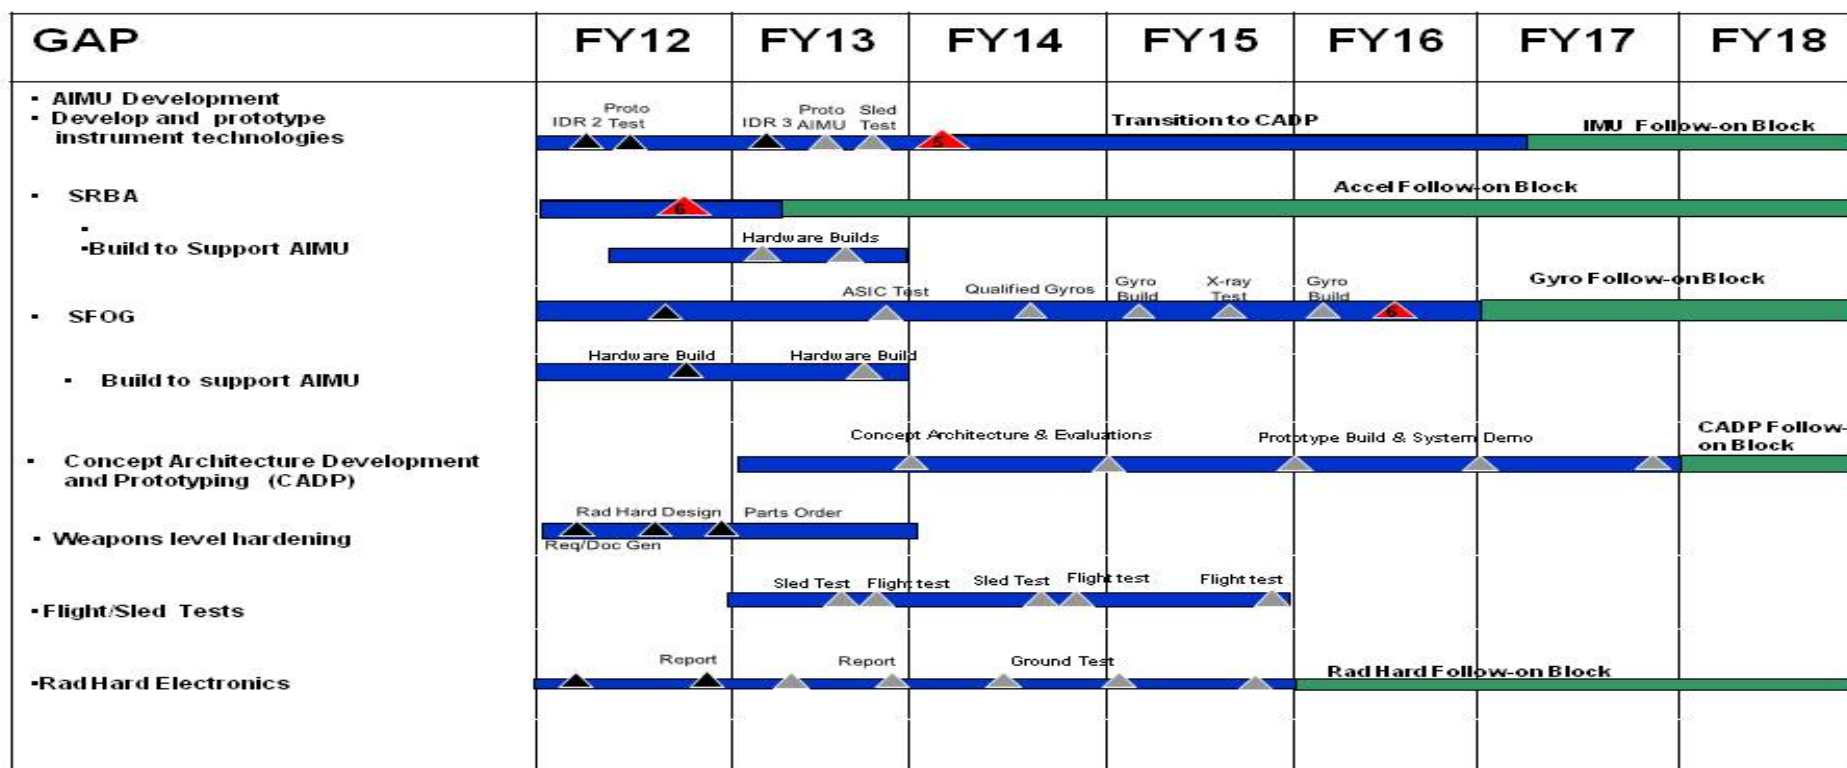 GAP FY12 FY13 FY14 FY15 FY16 FY17 FY18
▪ AIMU Development
▪ Develop and prototype
instrument technologies
IDR 2
Proto
Test
IDR 3
Proto
AIMU
Sled
Test
5
Transition to CADP
IMU Follow-on Block
▪ SRBA
6
Accel Follow-on Block
▪
▪Build to Support AIMU
Hardware Builds
▪ SFOG
ASIC Test
Qualified Gyros
Gyro
Build
X-ray
Test
Gyro
Build
6
Gyro Follow-on Block
▪ Build to support AIMU
Hardware Build
Hardware Build
▪ Concept Architecture Development
and Prototyping (CADP)
Concept Architecture & Evaluations
Prototype Build & System Demo
CADP Follow-
on Block
▪ Weapons level hardening
Rad Hard Design
Parts Order
Req/Doc Gen
▪Flight/Sled Tests
Sled Test
Flight test
Sled Test
Flight test
Flight test
▪Rad Hard Electronics
Report
Report
Ground Test
Rad Hard Follow-on Block